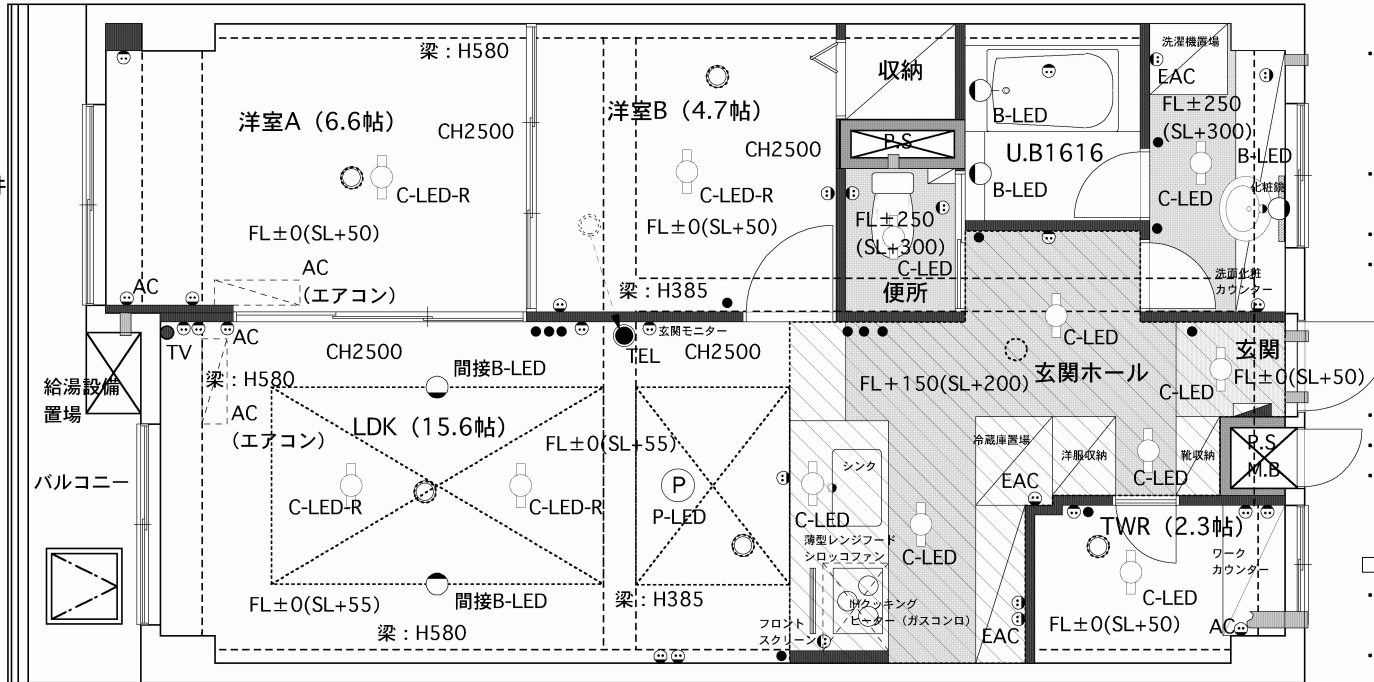 梁：H580
洗濯機置場
収納
EAC
洋室A（6.6帖）
洋室B（4.7帖）
FL±250
(SL+300)
CH2500
B-LED
P.S
CH2500
U.B1616
B-LED
C-LED-R
C-LED-R
B-LED
C-LED
化粧鏡
FL±0(SL+50)
FL±0(SL+50)
FL±250
(SL+300)
C-LED
AC
（エアコン）
AC
梁：H385
便所
洗面化粧
カウンター
TV
AC
CH2500
玄関モニター
TEL
CH2500
C-LED
玄関
給湯設備
置場
梁：H580
間接B-LED
FL＋150(SL+200)
玄関ホール
C-LED
FL±0(SL+50)
AC
（エアコン）
LDK（15.6帖）
FL±0(SL+55)
冷蔵庫置場
洋服収納
靴収納
P.S
M.B
シンク
バルコニー
P
EAC
C-LED
C-LED-R
C-LED-R
P-LED
C-LED
TWR（2.3帖）
薄型レンジフード
シロッコファン
C-LED
ワーク
カウンター
FL±0(SL+55)
間接B-LED
梁：H385
IHクッキング
ヒーター（ガスコンロ）
C-LED
フロント
スクリーン
FL±0(SL+50)
AC
梁：H580
EAC